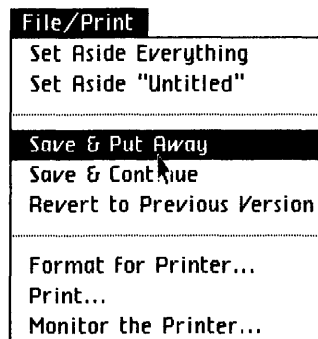 File/Print
Set Aside Everything
Set Aside "Untitled"
Save & Put Away
Save & Continue
Revert to Previous Version
Format for Printer...
Print...
Monitor the Printer...